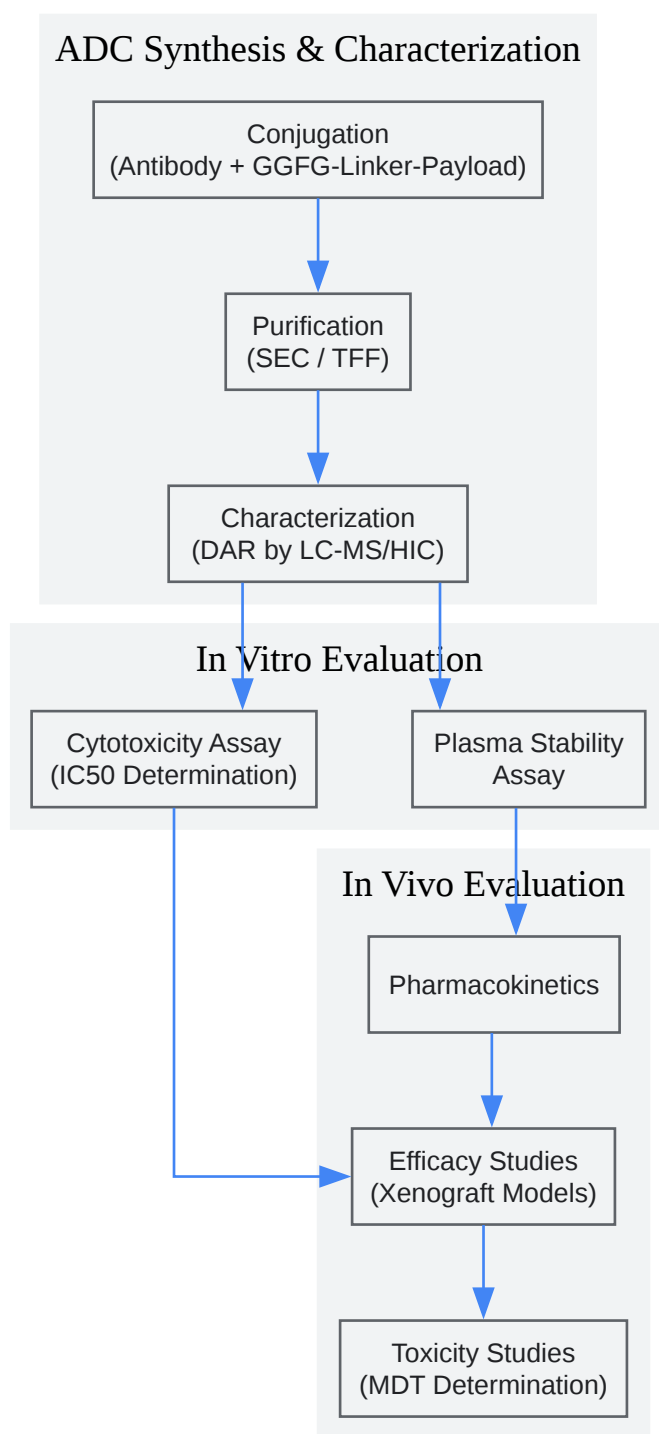 ADC Synthesis & Characterization
Conjugation
(Antibody + GGFG-Linker-Payload)
Purification
(SEC / TFF)
Characterization
(DAR by LC-MS/HIC)
In Vitro Evaluation
Cytotoxicity Assay
(IC50 Determination)
Plasma Stability
Assay
In Vivo Evaluation
Pharmacokinetics
Efficacy Studies
(Xenograft Models)
Toxicity Studies
(MDT Determination)